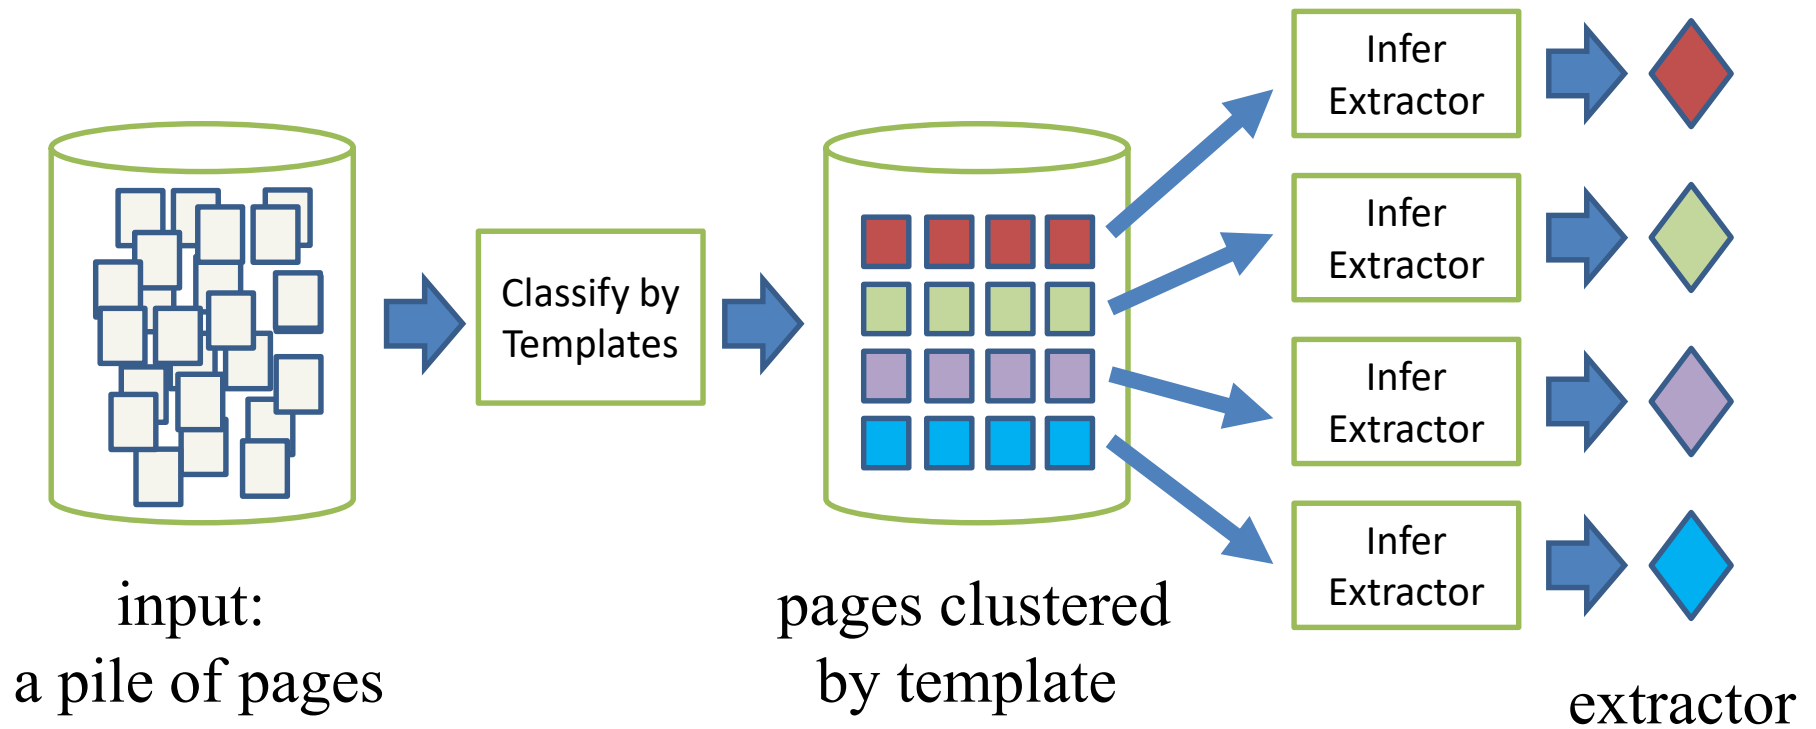 input:
a pile of pages
Classify by
Templates
pages clustered
by template
Infer
Extractor
Infer
Extractor
Infer
Extractor
Infer
Extractor
extractor